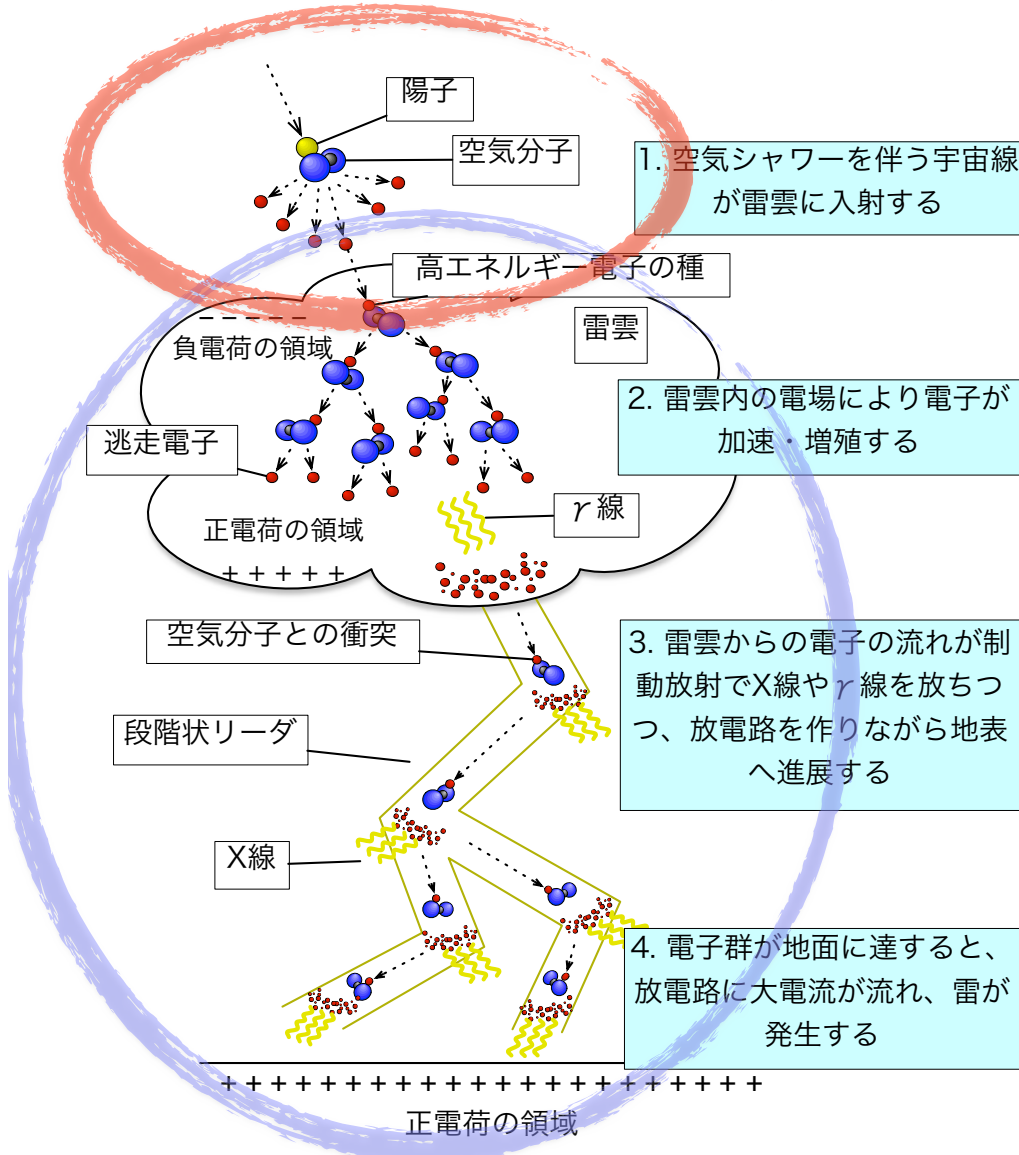 陽子
空気分子
1. 空気シャワーを伴う宇宙線
が雷雲に入射する
高エネルギー電子の種
− − − − −
負電荷の領域
雷雲
2. 雷雲内の電場により電子が
加速・増殖する
逃走電子
γ線
正電荷の領域
+ + + + +
空気分子との衝突
3. 雷雲からの電子の流れが制
動放射でX線やγ線を放ちつ
つ、放電路を作りながら地表
へ進展する
段階状リーダ
X線
4. 電子群が地面に達すると、
放電路に大電流が流れ、雷が
発生する
+ + + + + + + + + + + + + + + + + + + + + + +
正電荷の領域